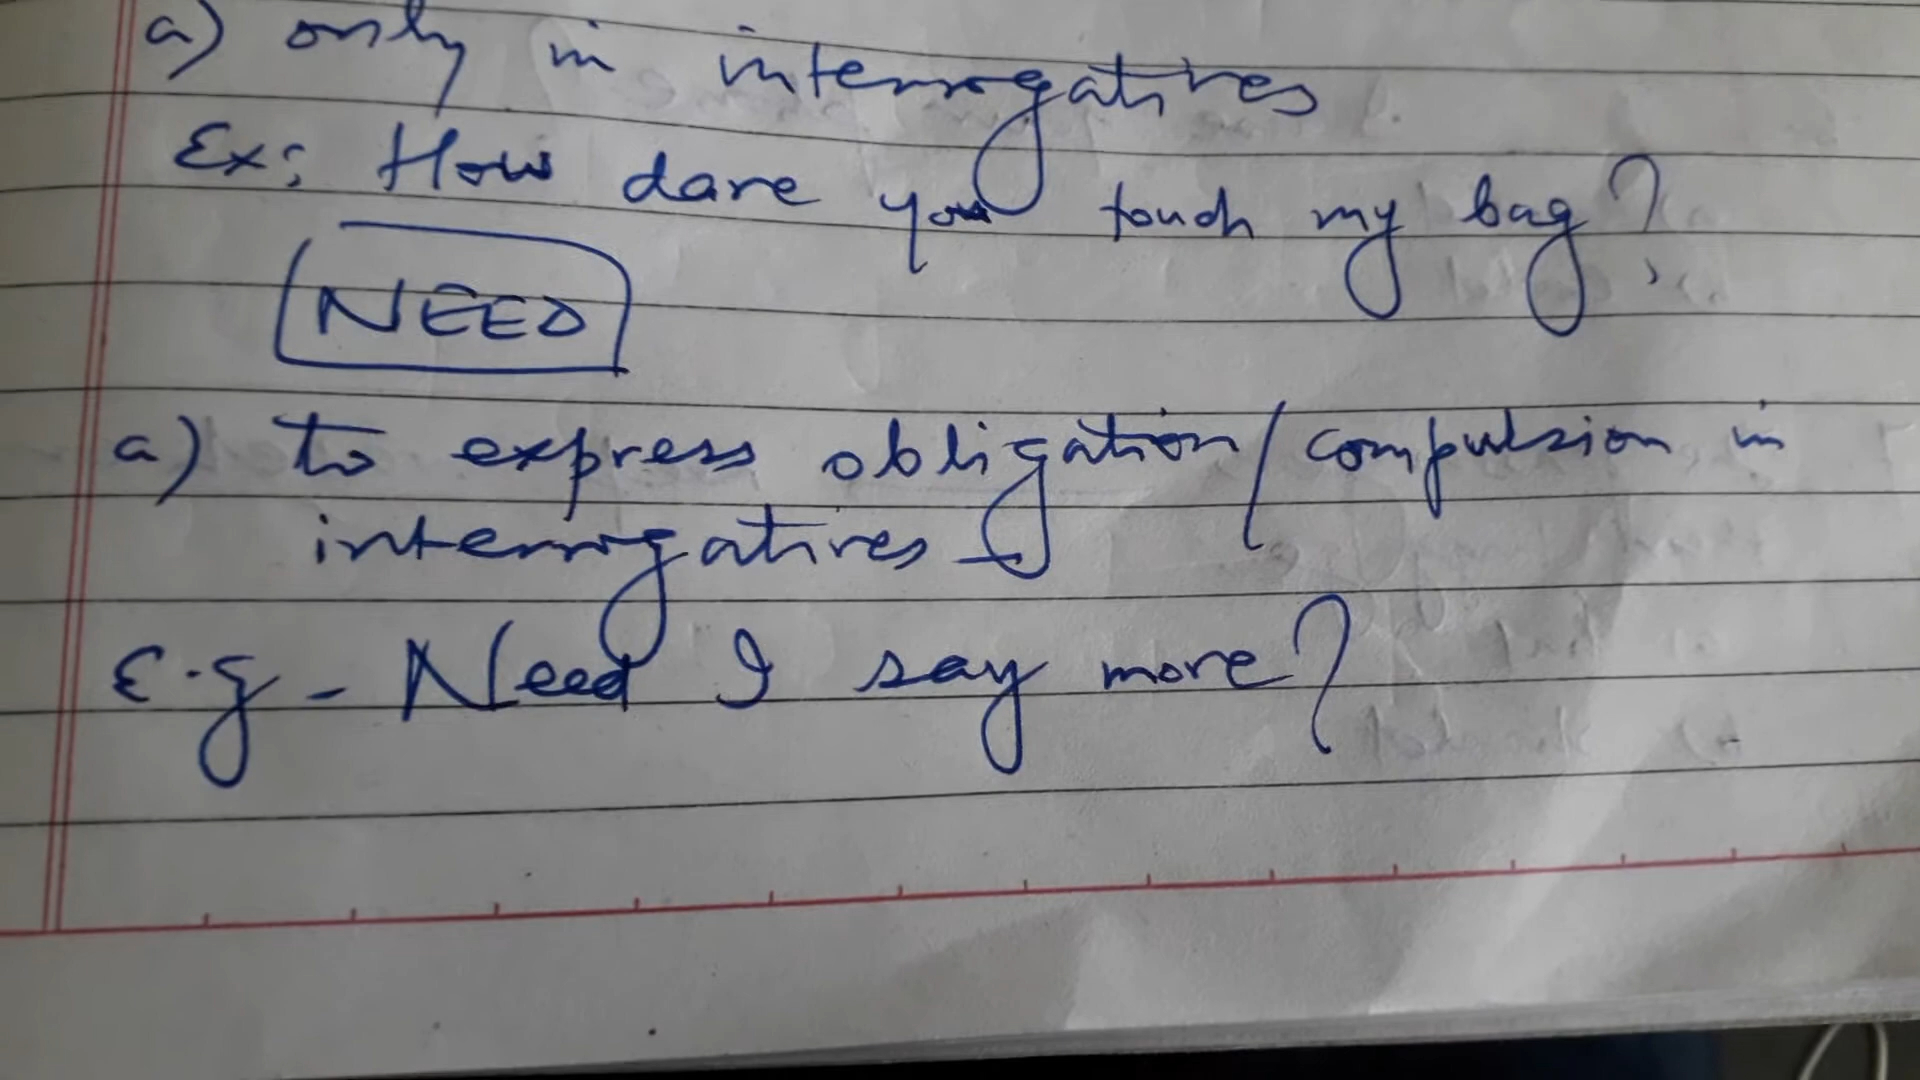 a) only in interrogatives
Ex: How dare you touch my bag?
NEED
a) to express obligation/compulsion in
interrogatives
E.g - Need I say more?